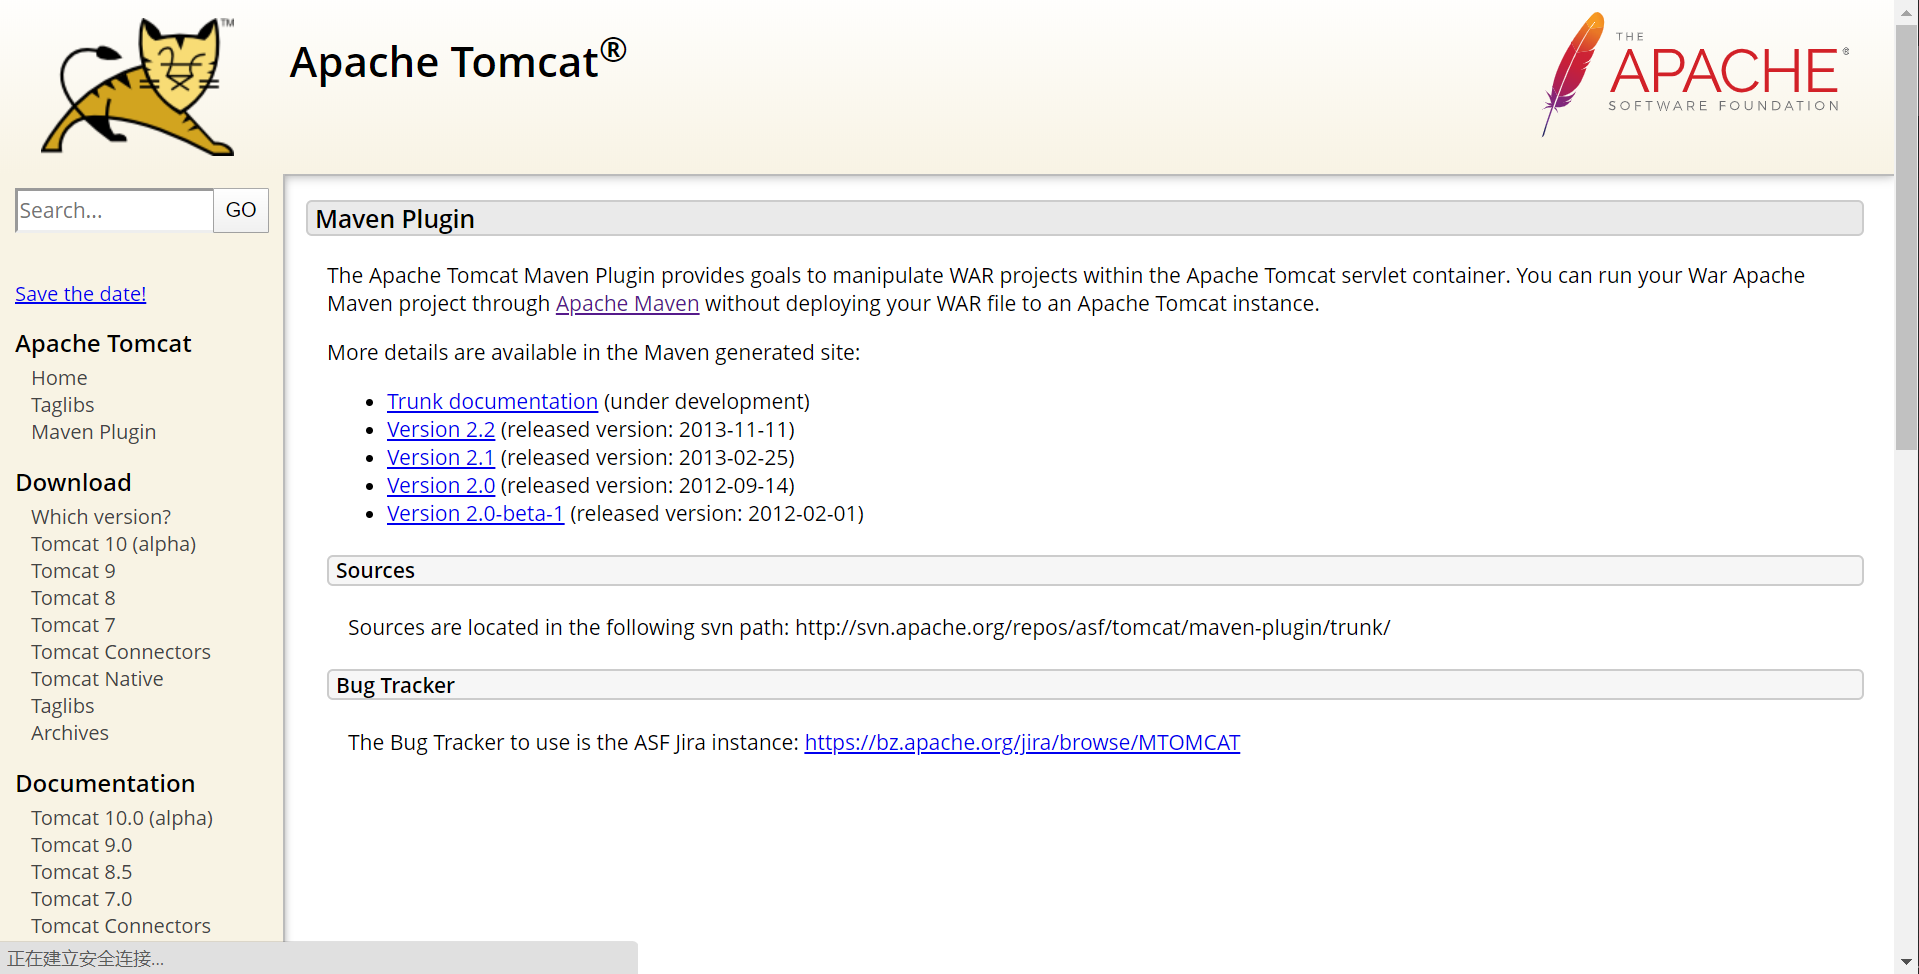 TM
Apache Tomcat®
THE
APACHE®
SOFTWARE FOUNDATION
Search...
GO
Save the date!
Apache Tomcat
Home
Taglibs
Maven Plugin
Download
Which version?
Tomcat 10 (alpha)
Tomcat 9
Tomcat 8
Tomcat 7
Tomcat Connectors
Tomcat Native
Taglibs
Archives
Documentation
Tomcat 10.0 (alpha)
Tomcat 9.0
Tomcat 8.5
Tomcat 7.0
Tomcat Connectors
Maven Plugin
The Apache Tomcat Maven Plugin provides goals to manipulate WAR projects within the Apache Tomcat servlet container. You can run your War Apache
Maven project through Apache Maven without deploying your WAR file to an Apache Tomcat instance.
More details are available in the Maven generated site:
• Trunk documentation (under development)
• Version 2.2 (released version: 2013-11-11)
• Version 2.1 (released version: 2013-02-25)
• Version 2.0 (released version: 2012-09-14)
• Version 2.0-beta-1 (released version: 2012-02-01)
Sources
Sources are located in the following svn path: http://svn.apache.org/repos/asf/tomcat/maven-plugin/trunk/
Bug Tracker
The Bug Tracker to use is the ASF Jira instance: https://bz.apache.org/jira/browse/MTOMCAT
正在建立安全连接...